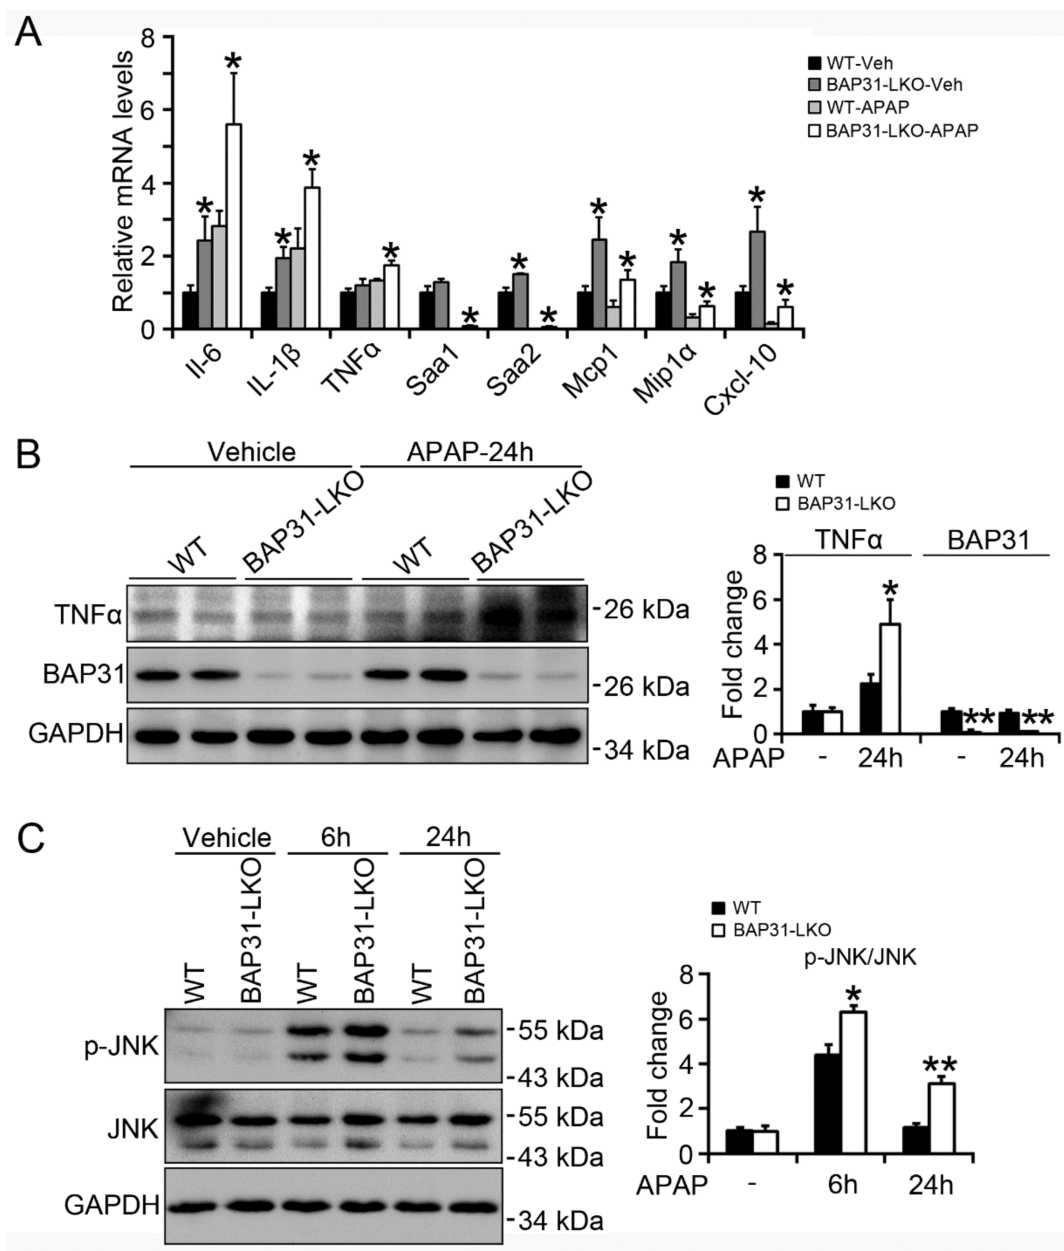 A
Relative mRNA levels
8
6
4
2
0
* * * * * * * * * * * * * *
WT-Veh
BAP31-LKO-Veh
WT-APAP
BAP31-LKO-APAP
Il-6
IL-1β
TNFα
Saa1
Saa2
Mcp1
Mip1α
Cxcl-10
B
Vehicle
APAP-24h
WT
BAP31-LKO
WT
BAP31-LKO
TNFα
-26 kDa
BAP31
-26 kDa
GAPDH
-34 kDa
WT
BAP31-LKO
TNFα
BAP31
Fold change
8
6
4
2
0
*
**
**
APAP
-
24h
-
24h
C
Vehicle
6h
24h
WT
BAP31-LKO
WT
BAP31-LKO
WT
BAP31-LKO
p-JNK
-55 kDa
-43 kDa
JNK
-55 kDa
-43 kDa
GAPDH
-34 kDa
WT
BAP31-LKO
p-JNK/JNK
Fold change
8
6
4
2
0
*
**
APAP
-
6h
24h